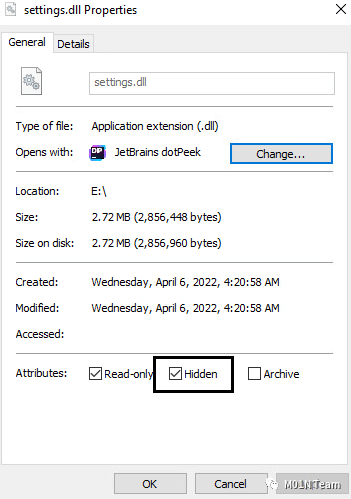 settings.dll Properties
General Details
settings.dll
Type of file: Application extension (.dll)
Opens with: DP JetBrains dotPeek Change...
Location: E:\
Size: 2.72 MB (2,856,448 bytes)
Size on disk: 2.72 MB (2,856,960 bytes)
Created: Wednesday, April 6, 2022, 4:20:58 AM
Modified: Wednesday, April 6, 2022, 4:20:58 AM
Accessed:
Attributes: Read-only Hidden Archive
OK Cancel
M01NTeam